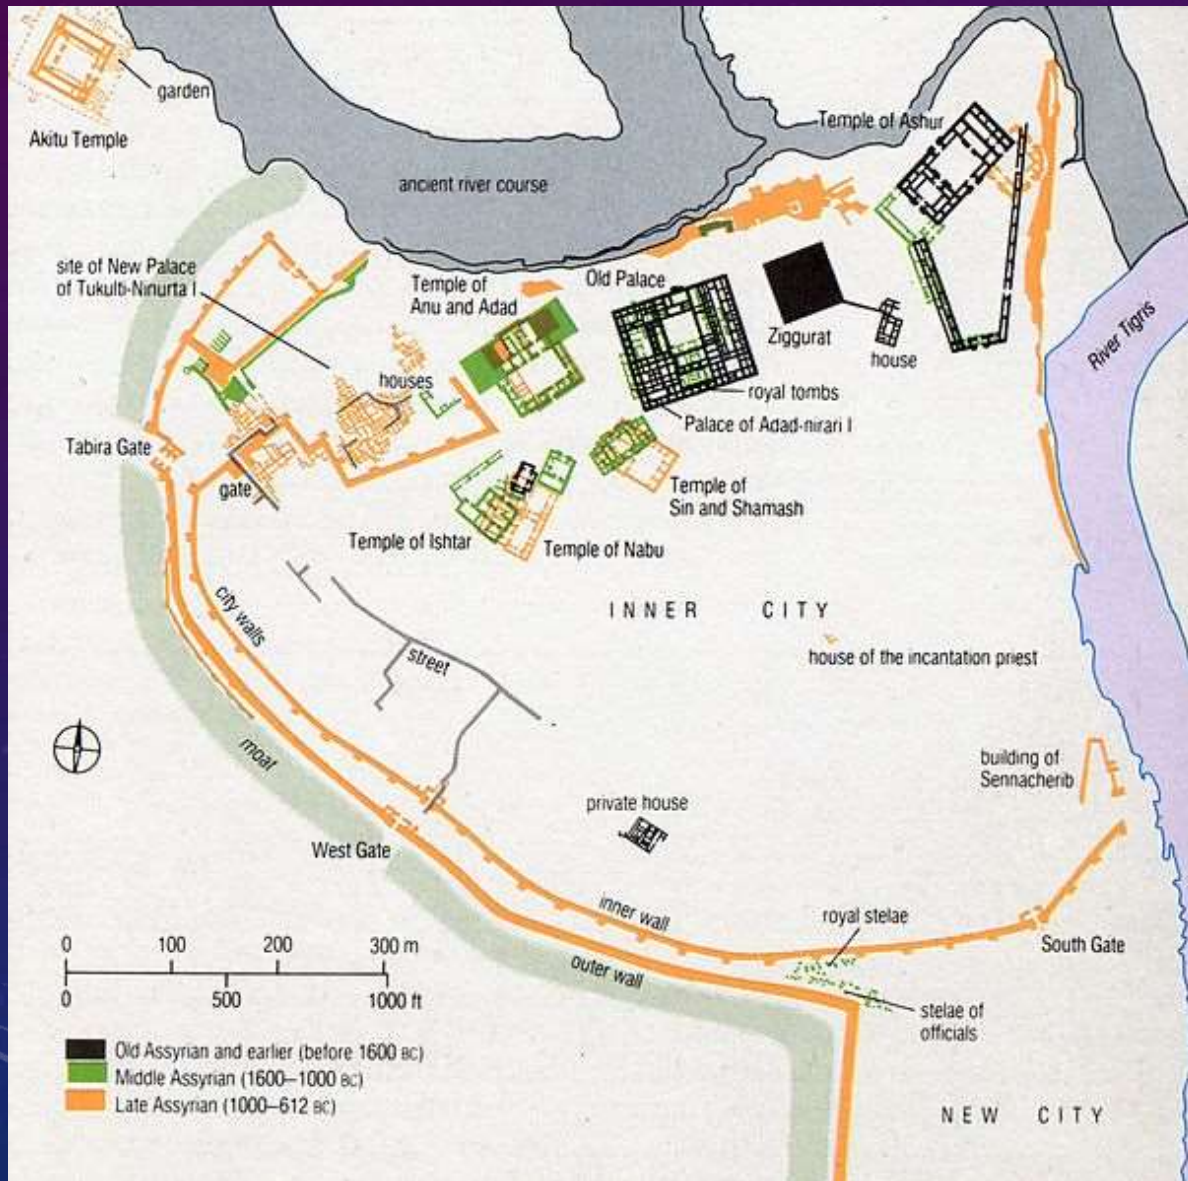 garden
Akitu Temple
Temple of Ashur
ancient river course
site of New Palace
of Tukulti-Ninurta I
Temple of
Anu and Adad
Old Palace
Ziggurat
house
River Tigris
houses
royal tombs
Palace of Adad-nirari I
Tabira Gate
gate
Temple of
Sin and Shamash
Temple of Ishtar
Temple of Nabu
INNER CITY
city walls
street
house of the incantation priest
moat
building of
Sennacherib
private house
West Gate
inner wall
royal stelae
South Gate
outer wall
stelae of
officials
0 100 200 300 m
0 500 1000 ft
Old Assyrian and earlier (before 1600 BC)
Middle Assyrian (1600–1000 BC)
Late Assyrian (1000–612 BC)
NEW CITY